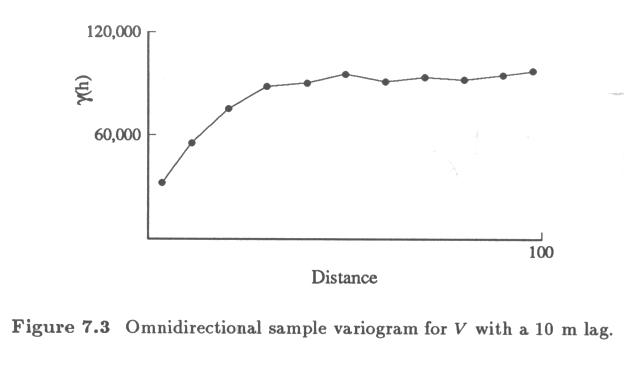 120,000
γ(h)
60,000
100
Distance
Figure 7.3 Omnidirectional sample variogram for V with a 10 m lag.